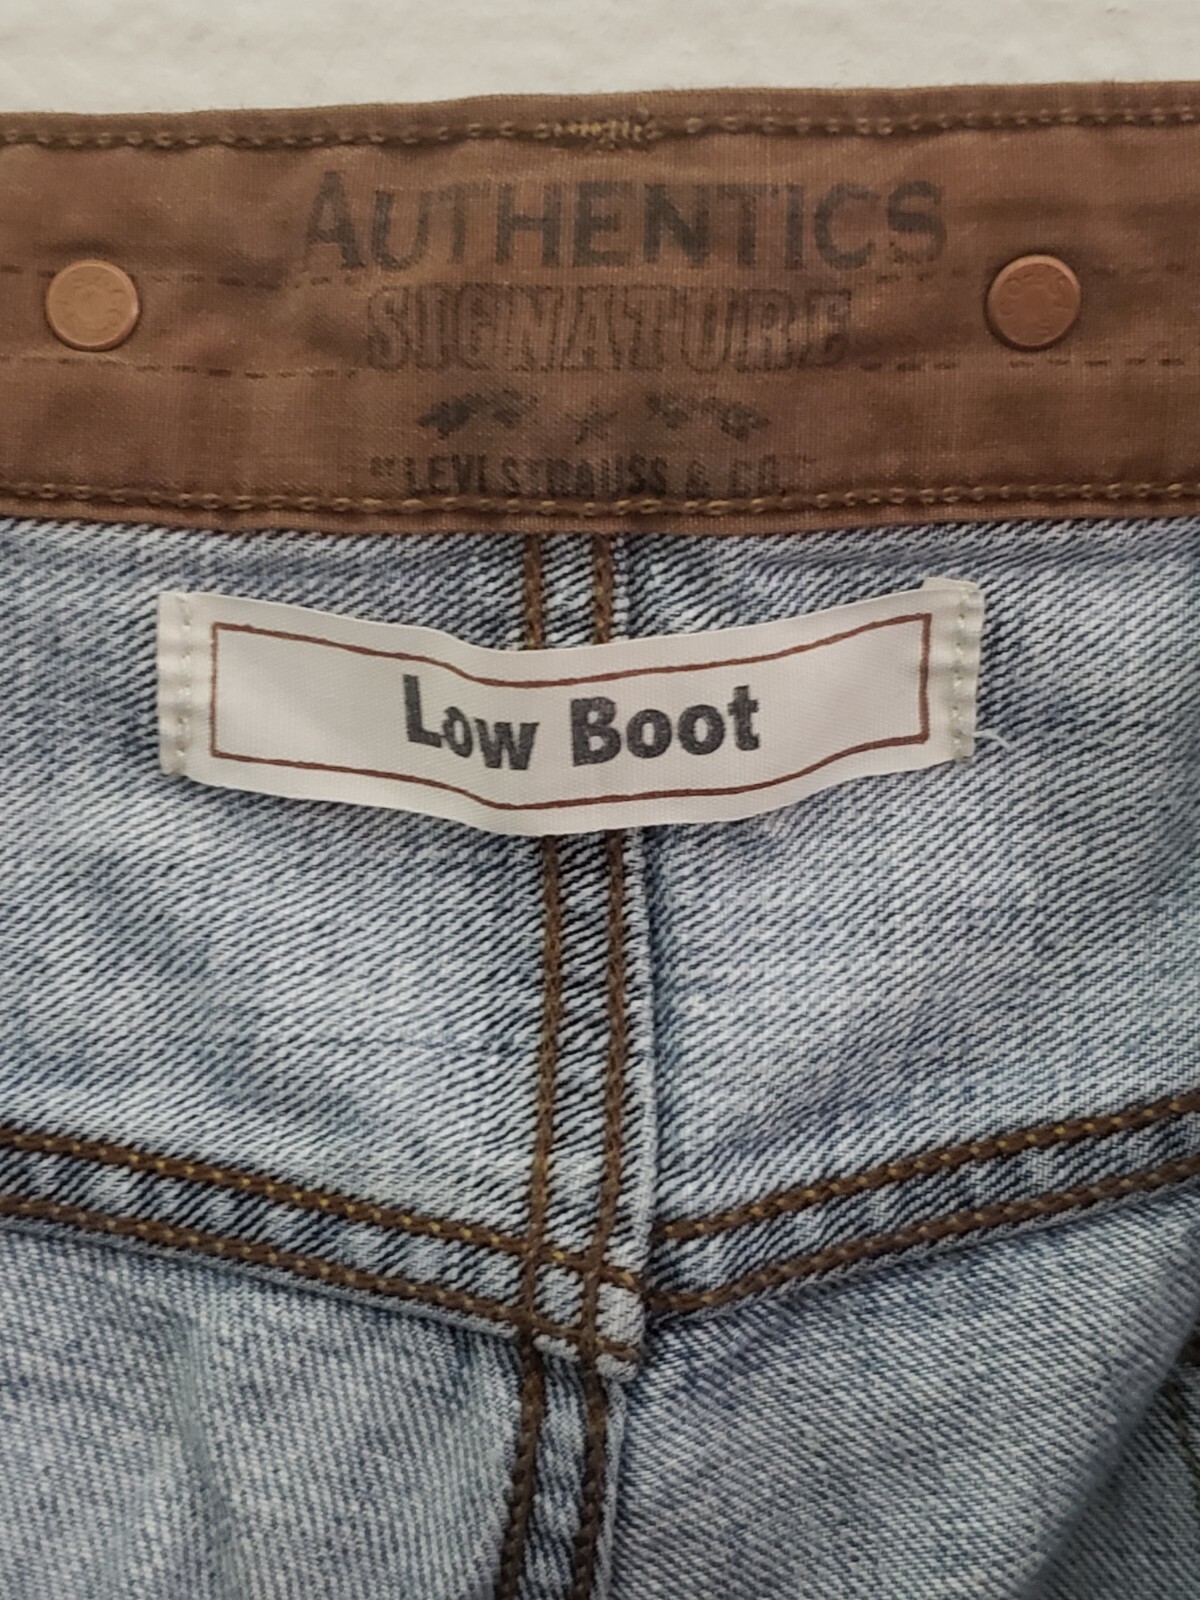 AUTHENTICS
SIGNATURE
"LEVI STRAUSS & CO."
Low Boot